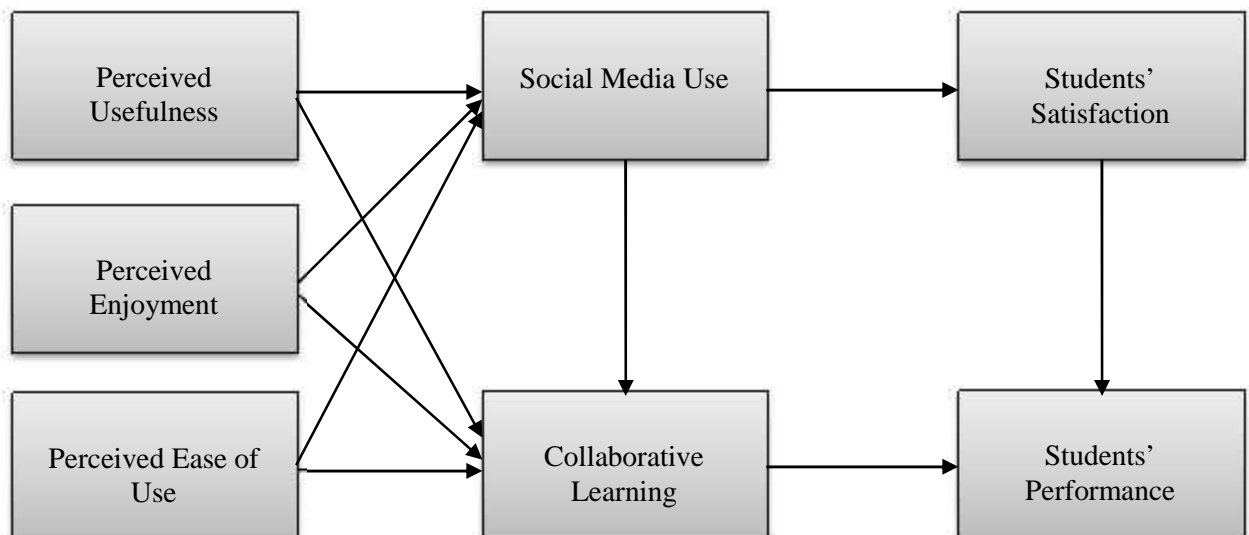 Perceived
Usefulness
Social Media Use
Students’
Satisfaction
Perceived
Enjoyment
Perceived Ease of
Use
Collaborative
Learning
Students’
Performance